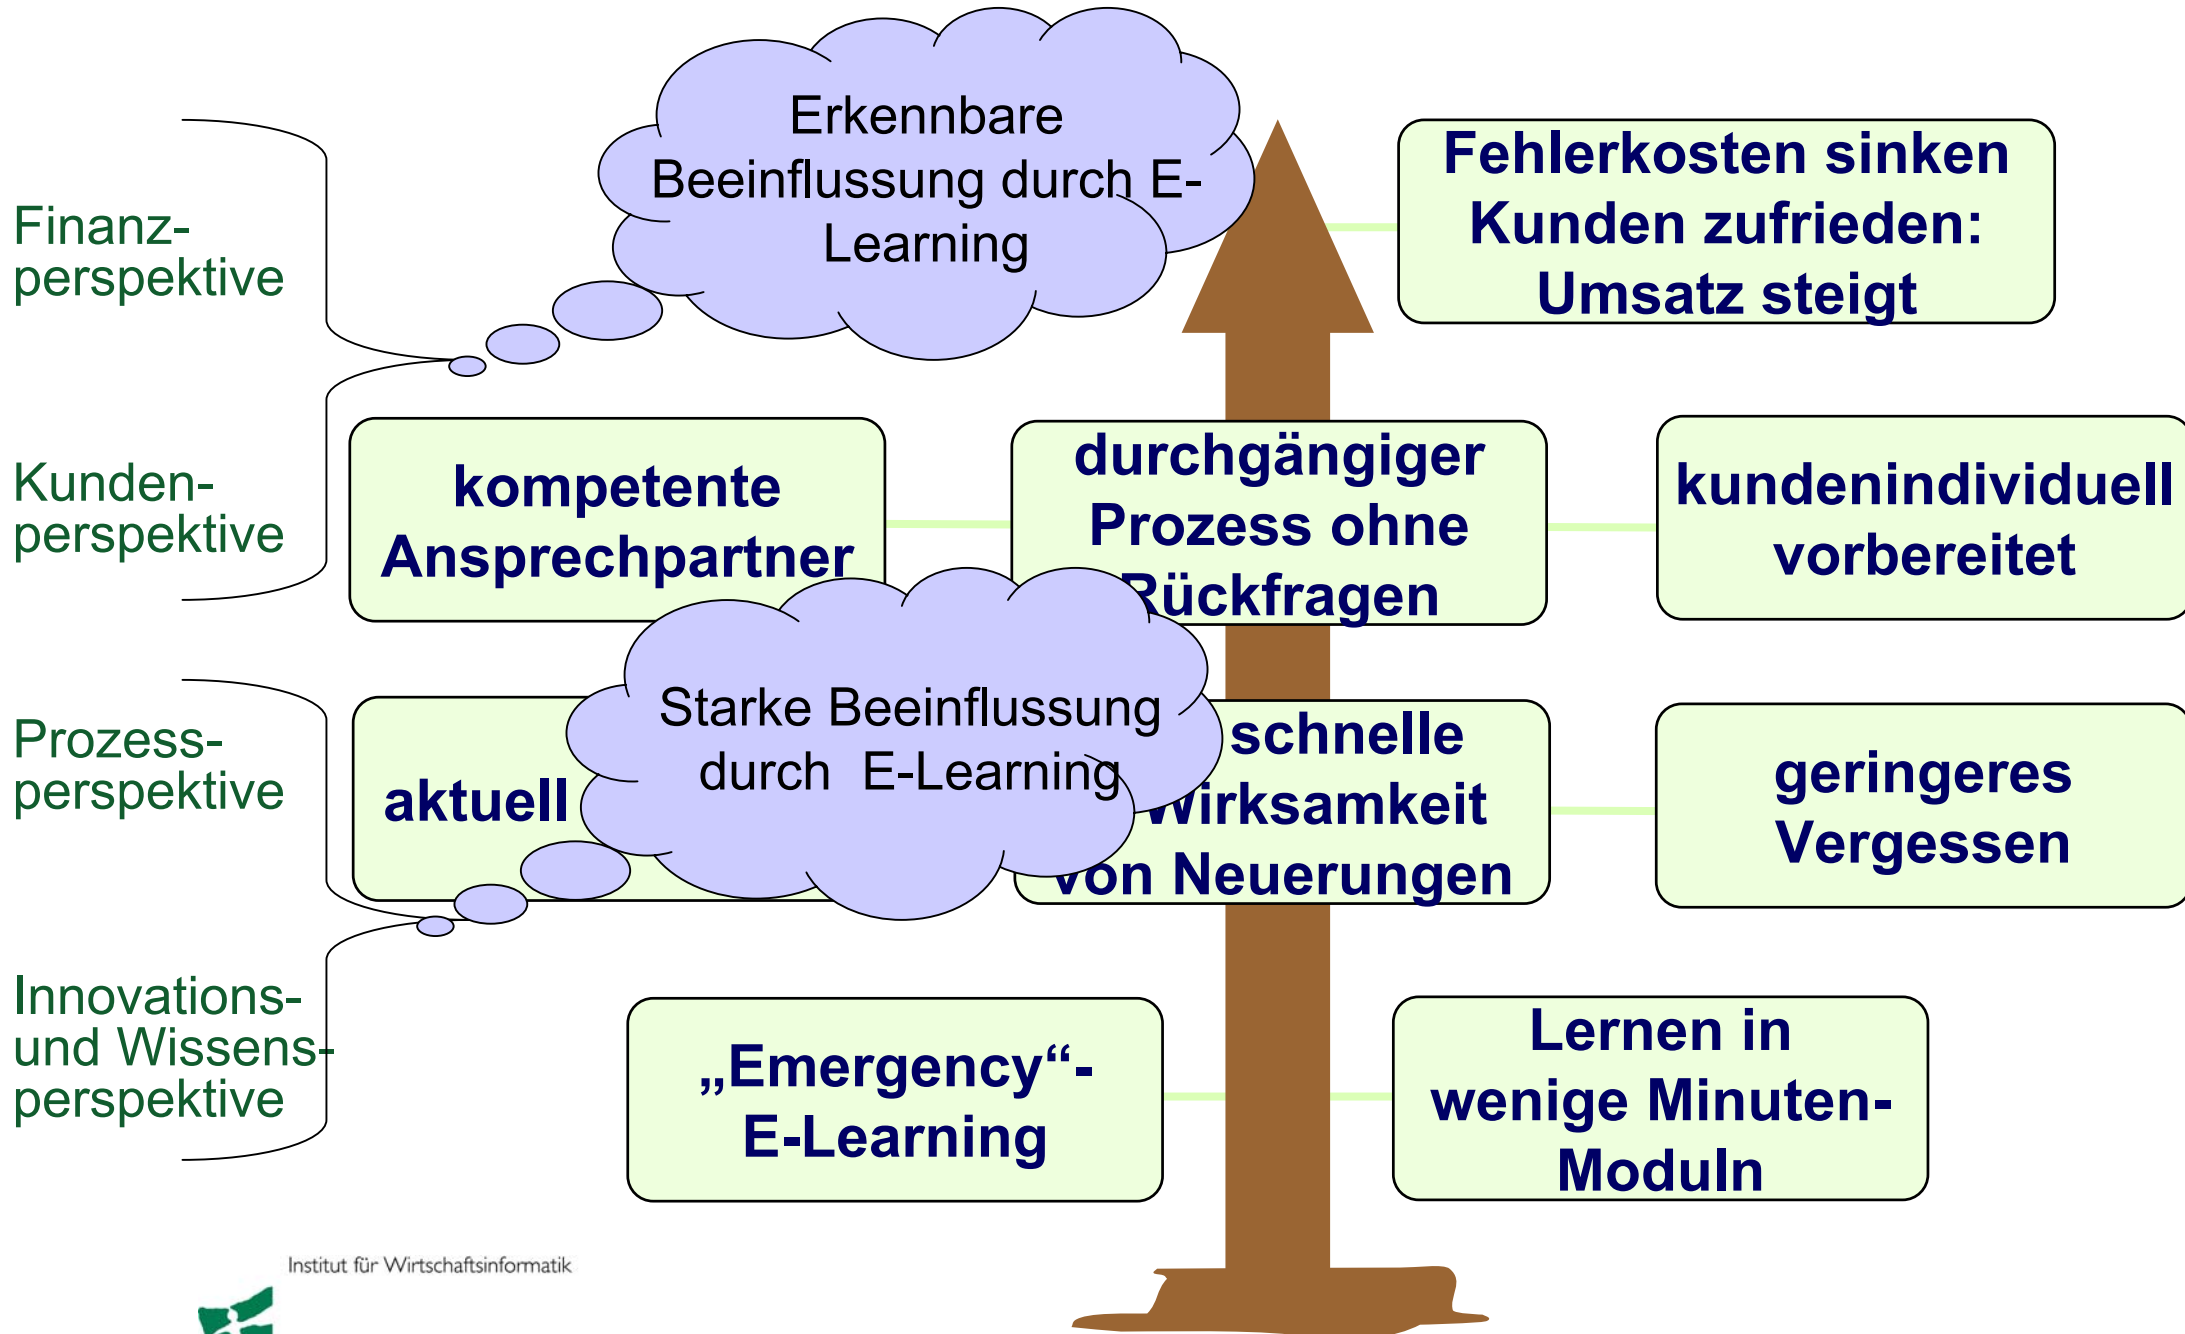 Erkennbare
Beeinflussung durch E-
Learning
Fehlerkosten sinken
Kunden zufrieden:
Umsatz steigt
Finanz-
perspektive
Kunden-
perspektive
kompetente
Ansprechpartner
durchgängiger
Prozess ohne
Rückfragen
kundenindividuell
vorbereitet
Prozess-
perspektive
aktuell
Starke Beeinflussung
durch E-Learning
schnelle
Wirksamkeit
von Neuerungen
geringeres
Vergessen
Innovations-
und Wissens-
perspektive
„Emergency“-
E-Learning
Lernen in
wenige Minuten-
Moduln
Institut für Wirtschaftsinformatik